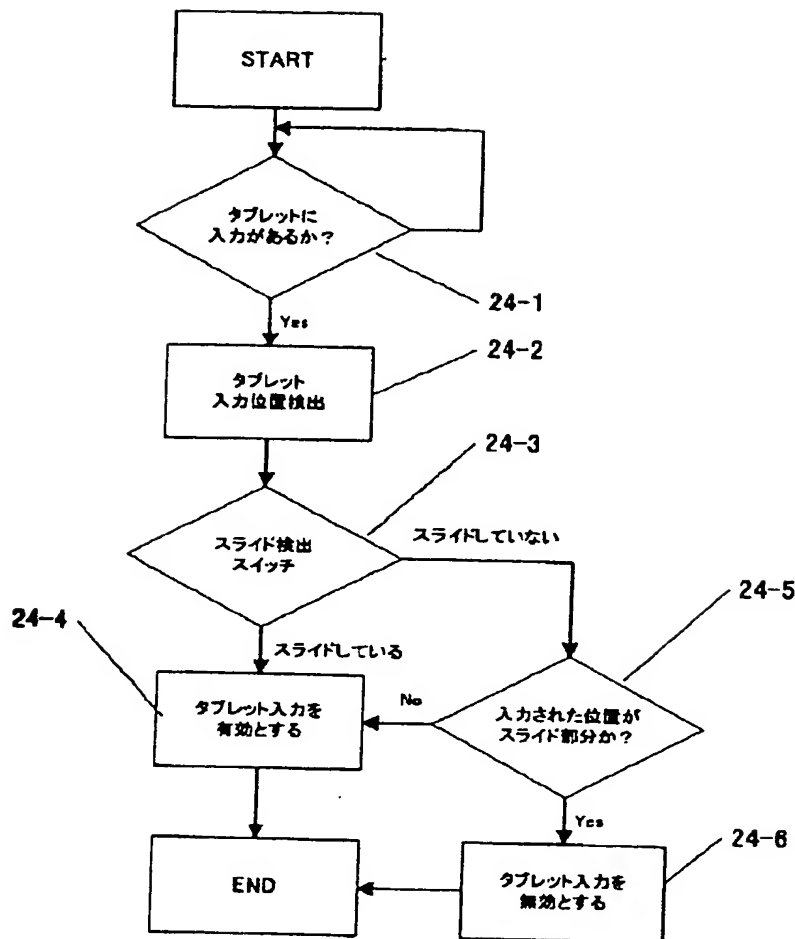 START
タブレットに
入力があるか？
24-1
Yes
24-2
タブレット
入力位置検出
24-3
スライド検出
スイッチ
スライドしていない
24-4
スライドしている
24-5
タブレット入力を
有効とする
No
入力された位置が
スライド部分か？
Yes
24-6
END
タブレット入力を
無効とする